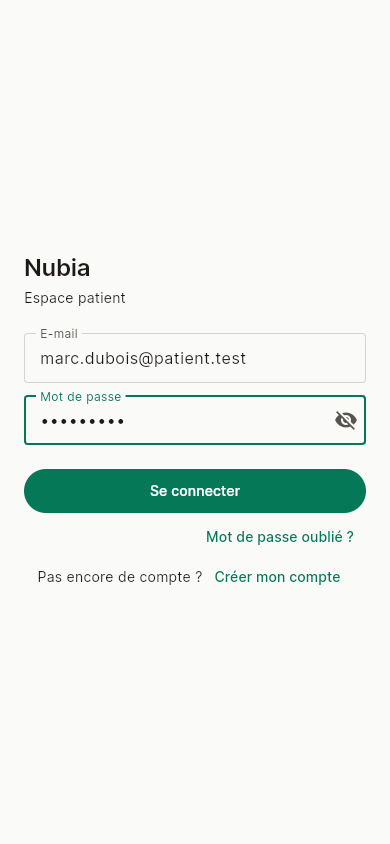 Nubia
Espace patient
E-mail
marc.dubois@patient.test
Mot de passe
•••••••••
Se connecter
Mot de passe oublié ?
Pas encore de compte ? Créer mon compte